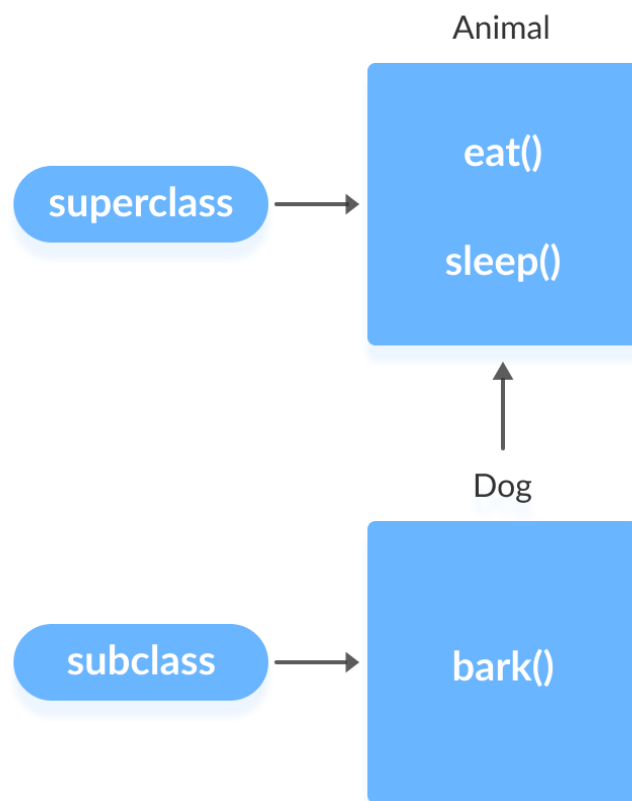 Animal
eat()
superclass
sleep()
Dog
subclass
bark()